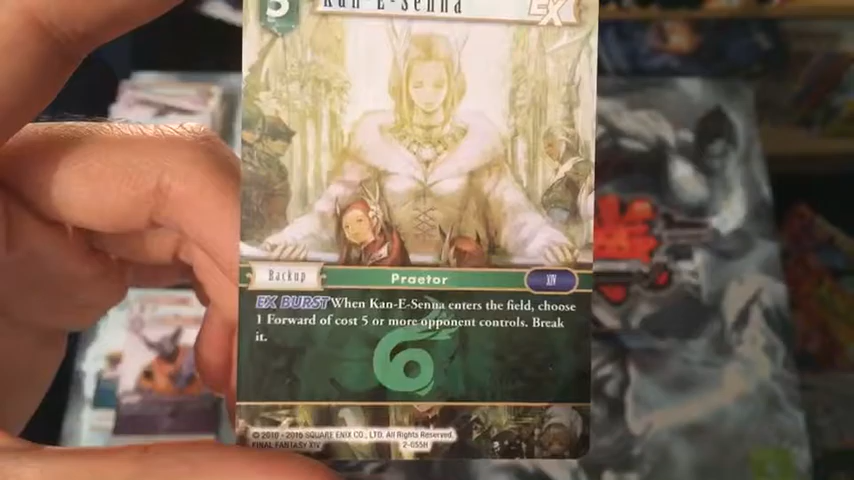 5 Kan-E-Senna EX
Backup Praetor XIV
EX BURST When Kan-E-Senna enters the field, choose
1 Forward of cost 5 or more opponent controls. Break
it.
© 2010 - 2016 SQUARE ENIX CO., LTD. All Rights Reserved.
FINAL FANTASY XIV 2-055H